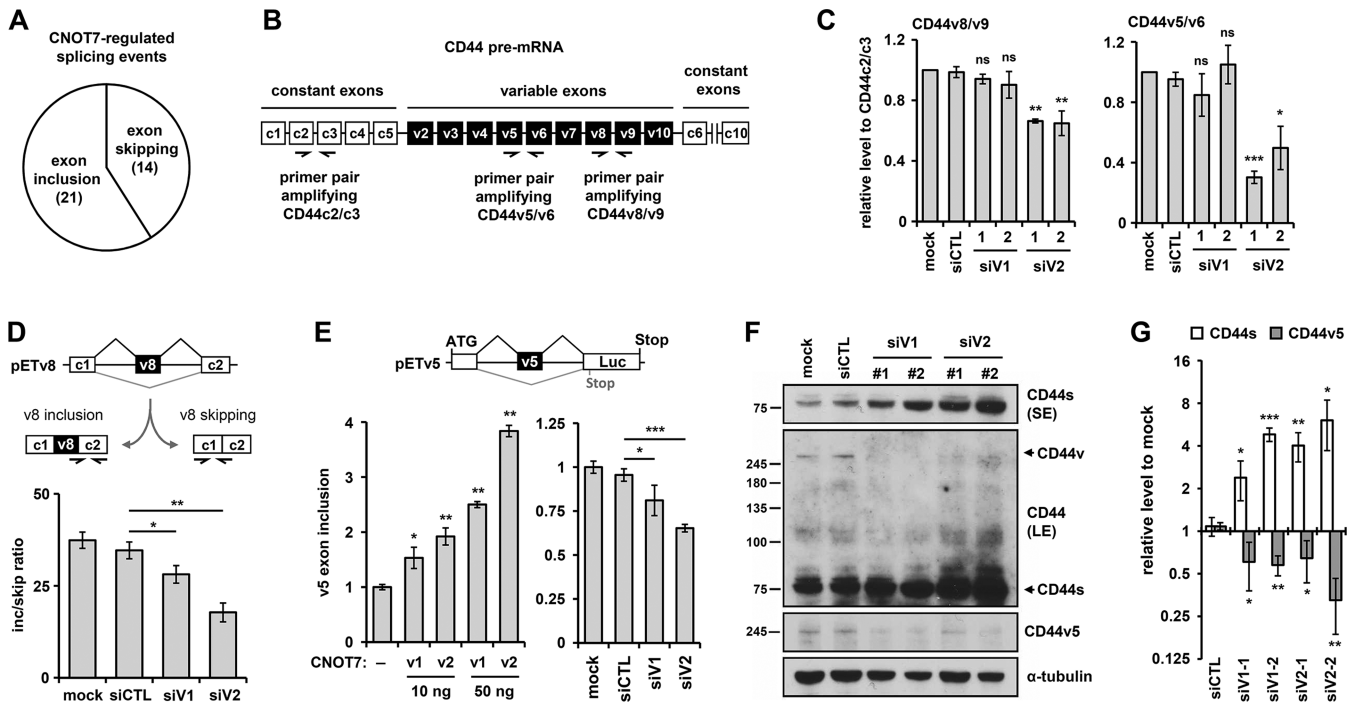 A
CNOT7-regulated
splicing events
exon
skipping
(14)
exon
inclusion
(21)
B
CD44 pre-mRNA
constant exons
variable exons
constant
exons
c1 c2 c3 c4 c5 v2 v3 v4 v5 v6 v7 v8 v9 v10 c6 c10
primer pair
amplifying
CD44c2/c3
primer pair
amplifying
CD44v5/v6
primer pair
amplifying
CD44v8/v9
C
CD44v8/v9
relative level to CD44c2/c3
1.2
0.8
0.4
0
ns ns ** **
mock siCTL 1 2 1 2
siV1 siV2
CD44v5/v6
1.2
0.8
0.4
0
ns ns *** *
mock siCTL 1 2 1 2
siV1 siV2
D
pETv8 c1 v8 c2
v8 inclusion v8 skipping
c1 v8 c2 c1 c2
inc/skip ratio
50
25
0
**
*
mock siCTL siV1 siV2
E
ATG Stop
pETv5 v5 Luc
Stop
v5 exon inclusion
4
3
2
1
0
* ** ** **
CNOT7: – v1 v2 v1 v2
10 ng 50 ng
1.25
1
0.75
0.5
0.25
0
***
*
mock siCTL siV1 siV2
F
mock siCTL siV1 siV2
#1 #2 #1 #2
75
CD44s
(SE)
CD44v
245
180
135
CD44
(LE)
100
75
CD44s
245
CD44v5
α-tubulin
G
CD44s CD44v5
relative level to mock
16
8
4
2
1
0.5
0.25
0.125
* *** ** *
* ** * **
siCTL siV1-1 siV1-2 siV2-1 siV2-2